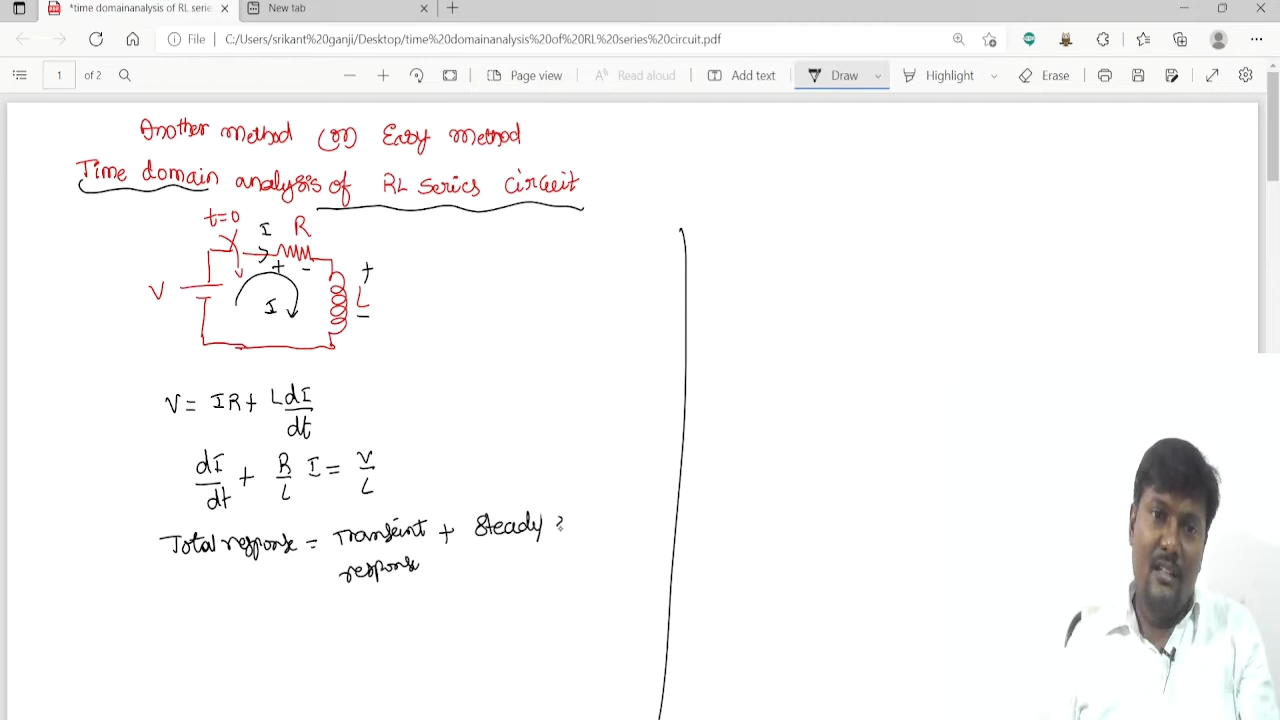 *time domainanalysis of RL serie
New tab
File
C:/Users/srikant%20ganji/Desktop/time%20domainanalysis%20of%20RL%20series%20circuit.pdf
1 of 2
Page view
Read aloud
Add text
Draw
Highlight
Erase
Another method (or) Easy method
Time domain analysis of RL series circuit
t=0
I
R
+ -
+
V
I
L
-
V = IR + L dI/dt
dI/dt + R/L I = V/L
Total response = Transeint + Steady
response